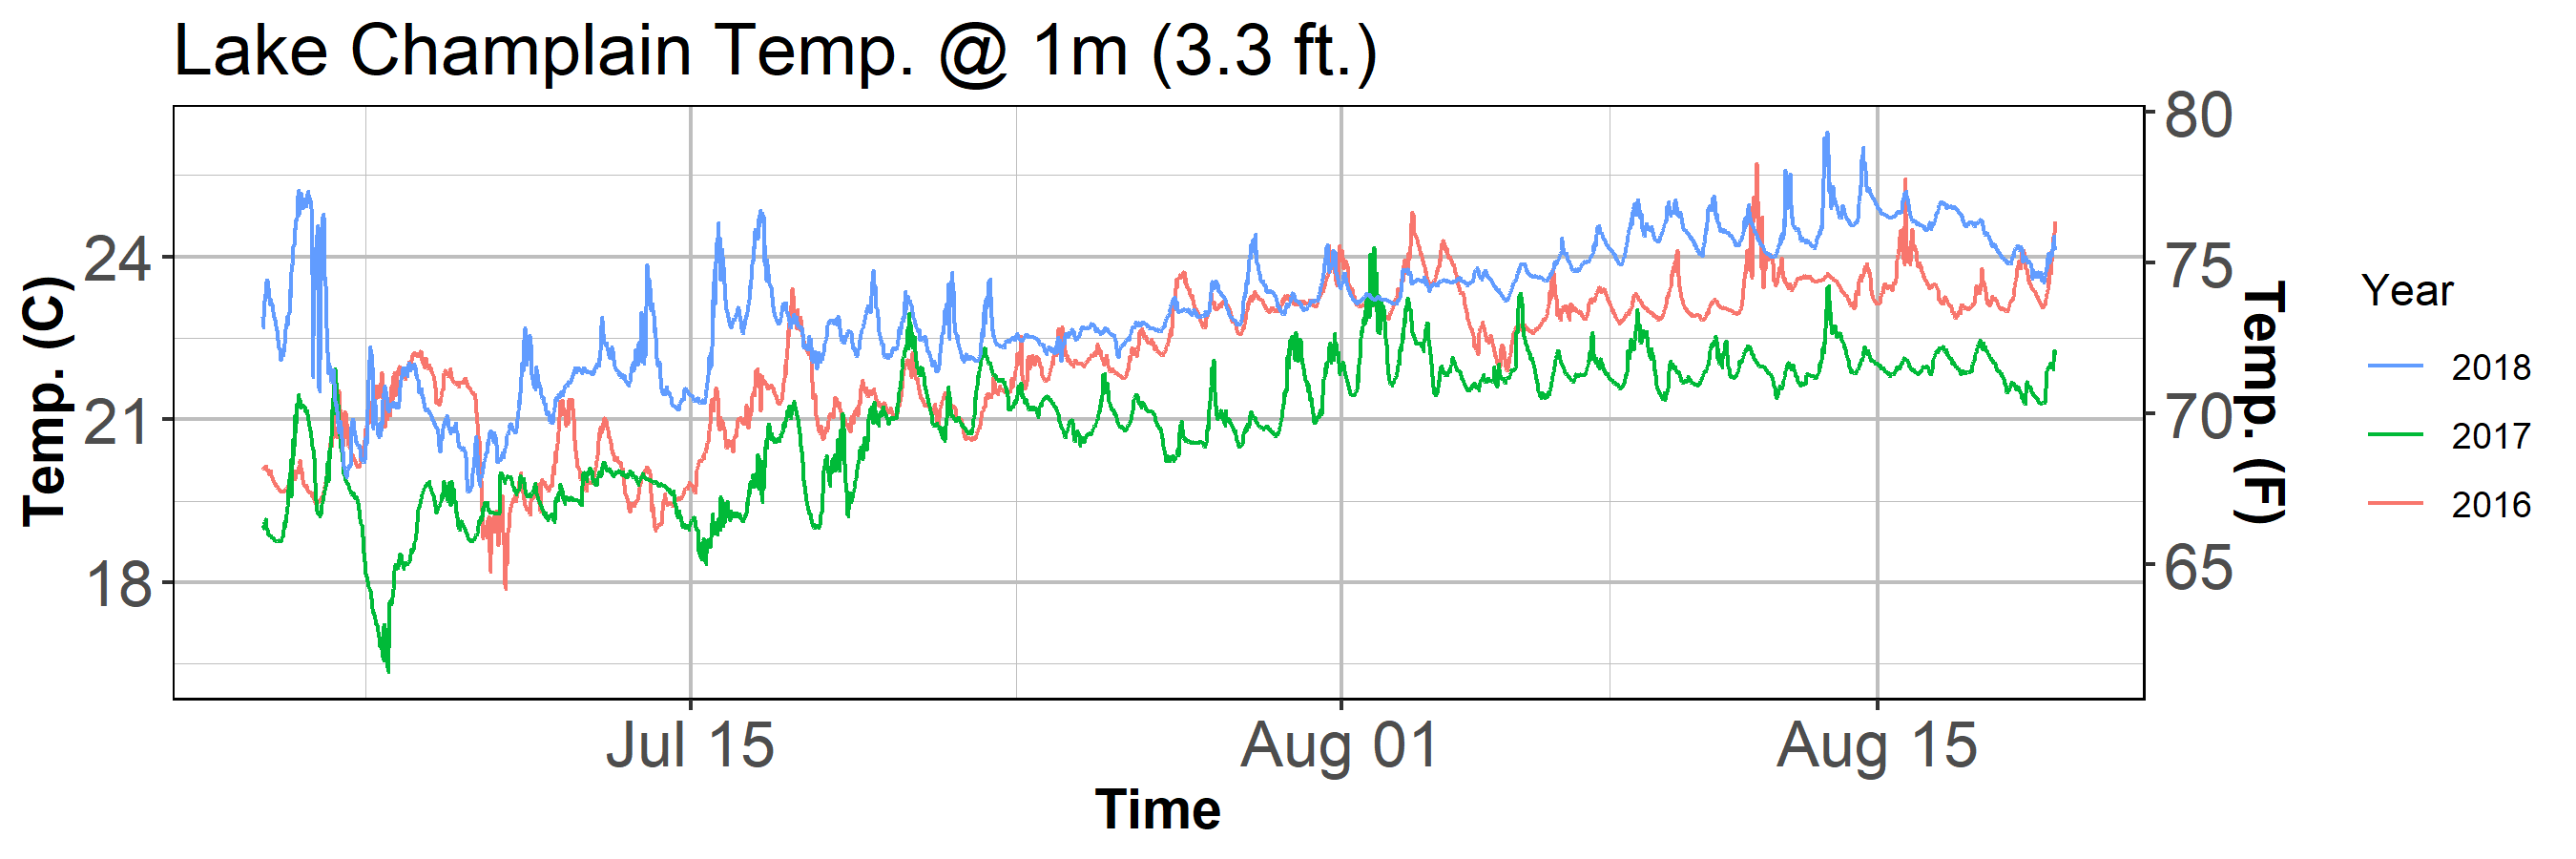 Lake Champlain Temp. @ 1m (3.3 ft.)
Temp. (C)
24
21
18
80
75
70
65
Temp. (F)
Jul 15
Aug 01
Aug 15
Time
Year
2018
2017
2016